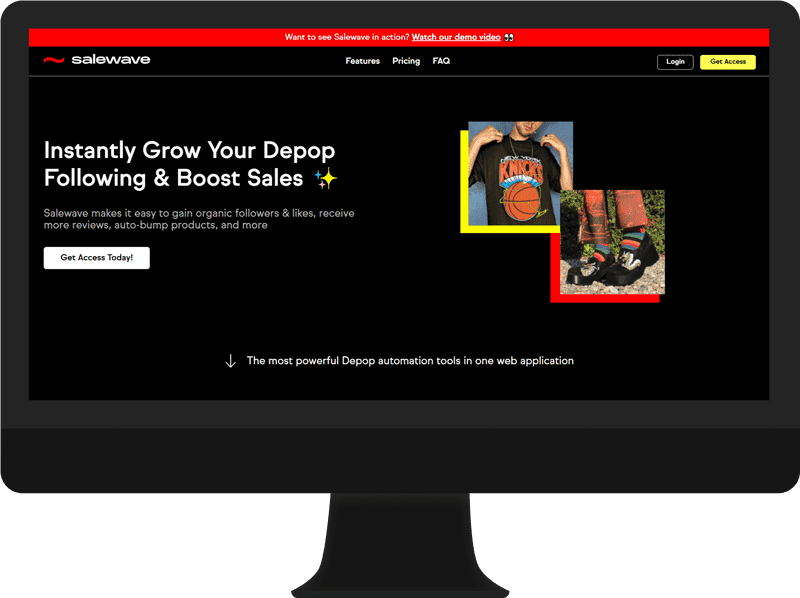 Want to see Salewave in action? Watch our demo video 👀
salewave
Features Pricing FAQ
Login
Get Access
Instantly Grow Your Depop
Following & Boost Sales ✨
Salewave makes it easy to gain organic followers & likes, receive
more reviews, auto-bump products, and more
Get Access Today!
NEW YORK
KNICKS
↓ The most powerful Depop automation tools in one web application